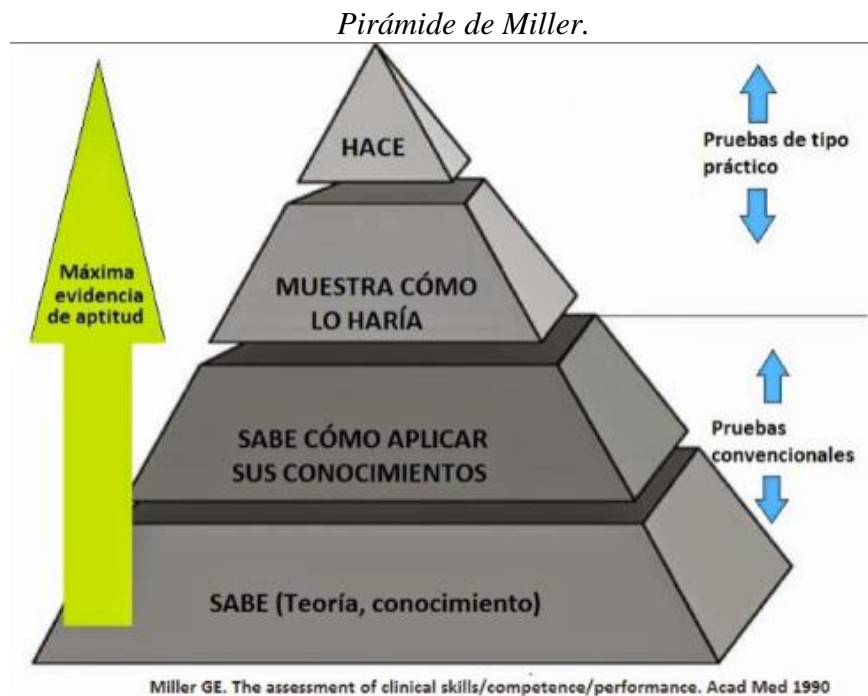 Pirámide de Miller.
HACE
Pruebas de tipo
práctico
Máxima
evidencia
de aptitud
MUESTRA CÓMO
LO HARÍA
SABE CÓMO APLICAR
SUS CONOCIMIENTOS
Pruebas
convencionales
SABE (Teoría, conocimiento)
Miller GE. The assessment of clinical skills/competence/performance. Acad Med 1990